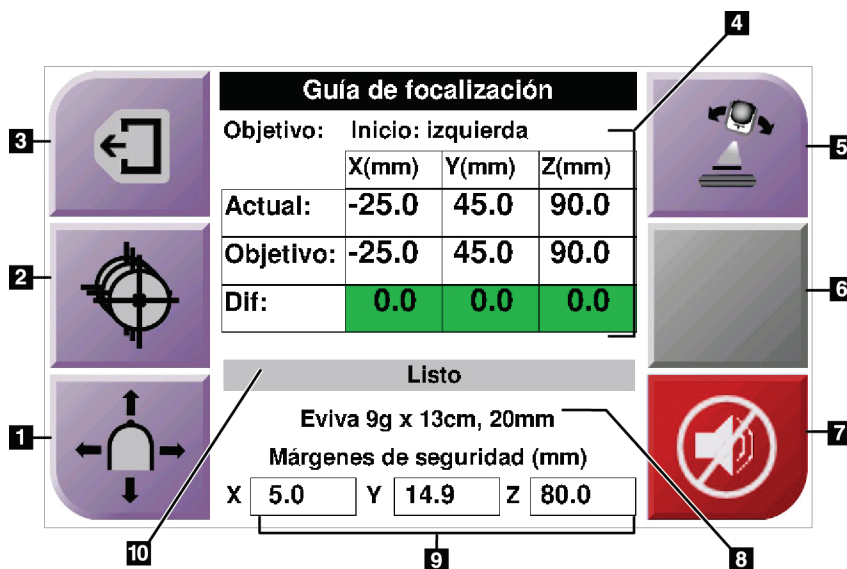 4
Guía de focalización
3
Objetivo: Inicio: izquierda
5
X(mm) Y(mm) Z(mm)
Actual: -25.0 45.0 90.0
Objetivo: -25.0 45.0 90.0
2
6
Dif: 0.0 0.0 0.0
Listo
Eviva 9g x 13cm, 20mm
1
7
Márgenes de seguridad (mm)
X 5.0 Y 14.9 Z 80.0
10
9
8